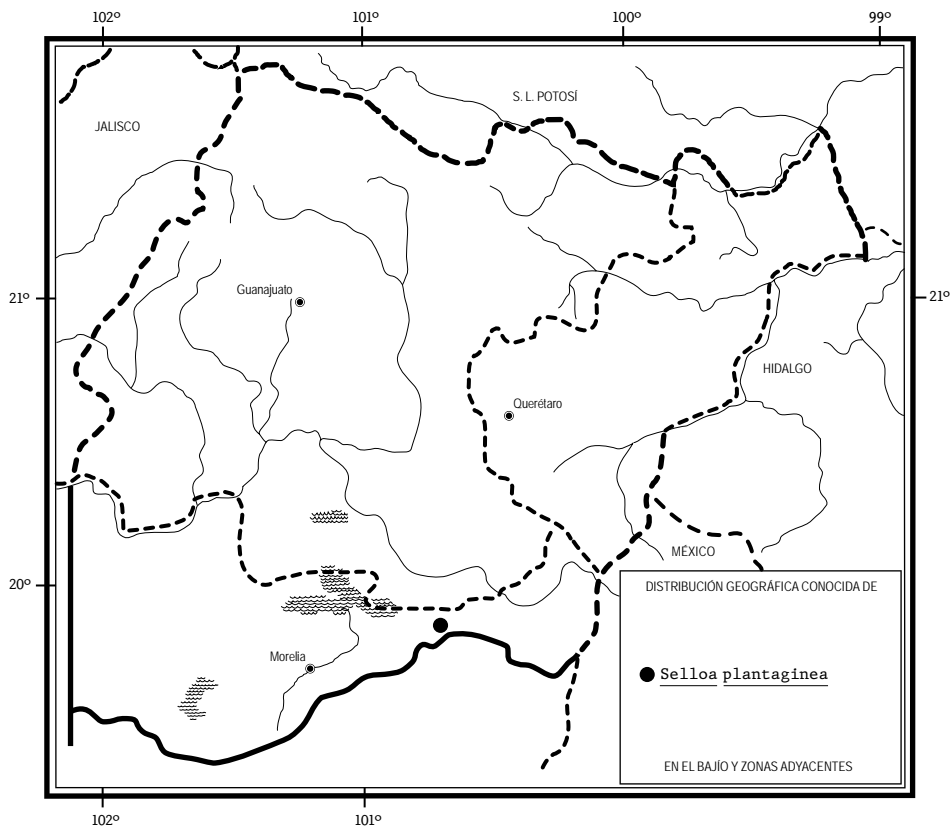 102º 101º 100º 99º
S. L. POTOSÍ
JALISCO
Guanajuato
21º 21º
HIDALGO
Querétaro
MÉXICO
20º
DISTRIBUCIÓN GEOGRÁFICA CONOCIDA DE
Morelia
Selloa plantaginea
EN EL BAJÍO Y ZONAS ADYACENTES
102º 101º